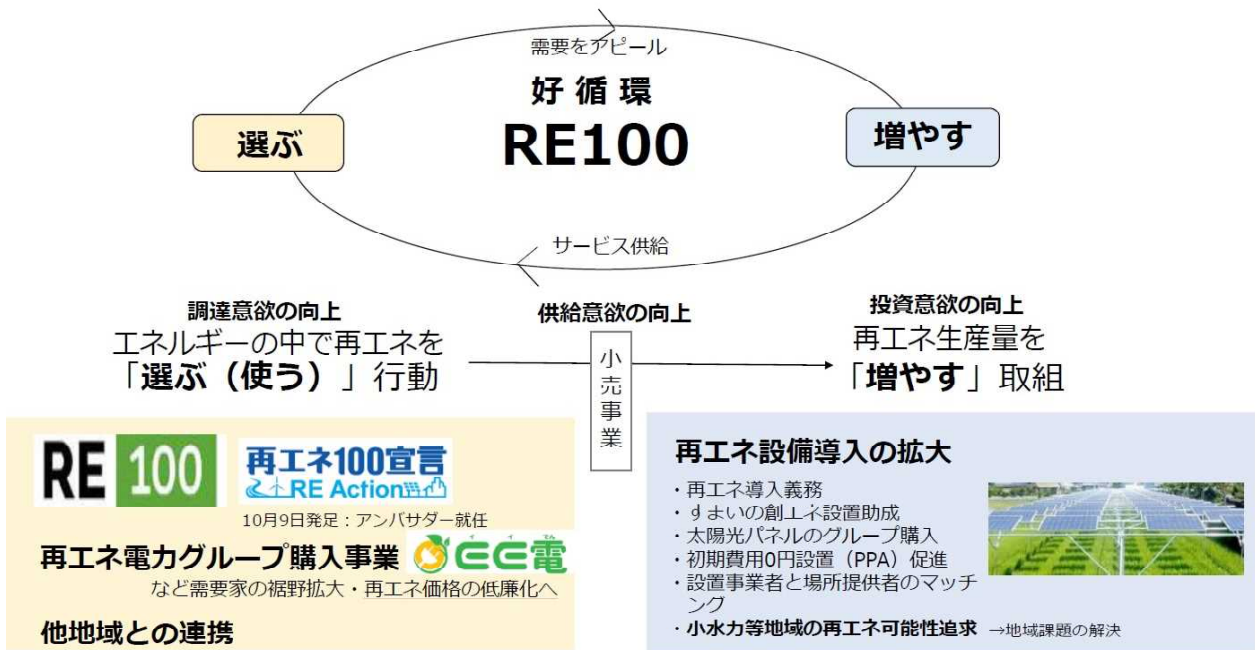 需要をアピール
好循環
RE100
選ぶ
増やす
サービス供給
調達意欲の向上
エネルギーの中で再エネを
「選ぶ（使う）」行動
供給意欲の向上
小売事業
投資意欲の向上
再エネ生産量を
「増やす」取組
RE 100
再エネ100宣言
RE Action
10月9日発足：アンバサダー就任
再エネ電力グループ購入事業
EE電
など需要家の裾野拡大・再エネ価格の低廉化へ
他地域との連携
再エネ設備導入の拡大
・再エネ導入義務
・すまいの創エネ設置助成
・太陽光パネルのグループ購入
・初期費用0円設置（PPA）促進
・設置事業者と場所提供者のマッチ
ング
・小水力等地域の再エネ可能性追求 →地域課題の解決